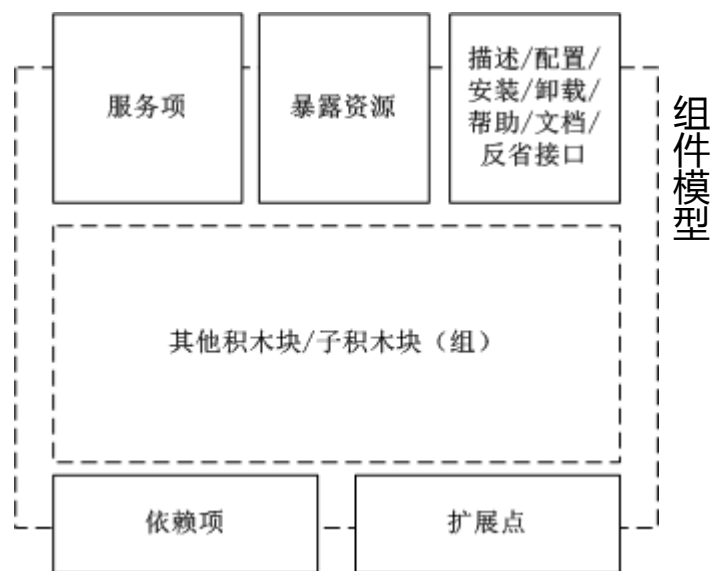 服务项
暴露资源
描述/配置/
安装/卸载/
帮助/文档/
反省接口
组件模型
其他积木块/子积木块（组）
依赖项
扩展点